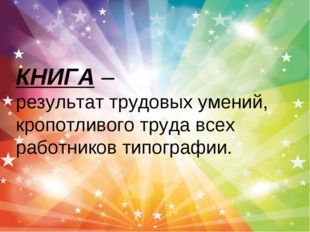 КНИГА –
результат трудовых умений,
кропотливого труда всех
работников типографии.